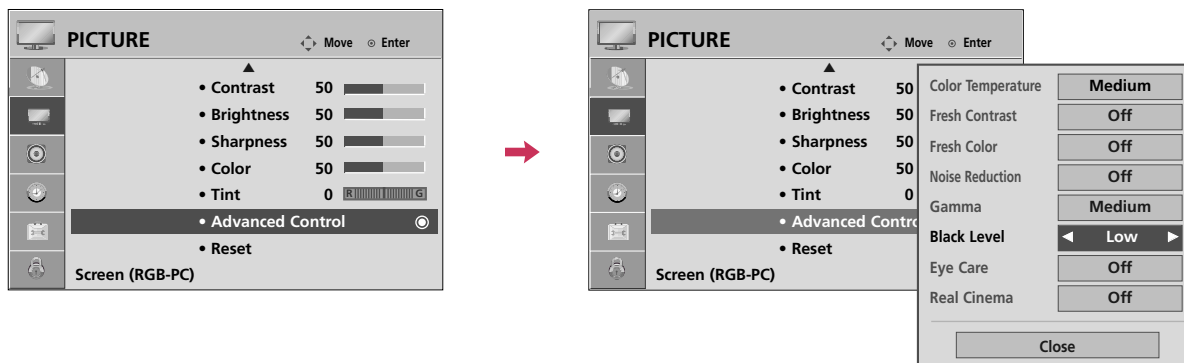 PICTURE Move Enter
• Contrast 50
• Brightness 50
• Sharpness 50
• Color 50
• Tint 0 R G
• Advanced Control
• Reset
Screen (RGB-PC)
PICTURE Move Enter
• Contrast 50
• Brightness 50
• Sharpness 50
• Color 50
• Tint 0
• Advanced Contro
• Reset
Screen (RGB-PC)
Color Temperature Medium
Fresh Contrast Off
Fresh Color Off
Noise Reduction Off
Gamma Medium
Black Level Low
Eye Care Off
Real Cinema Off
Close